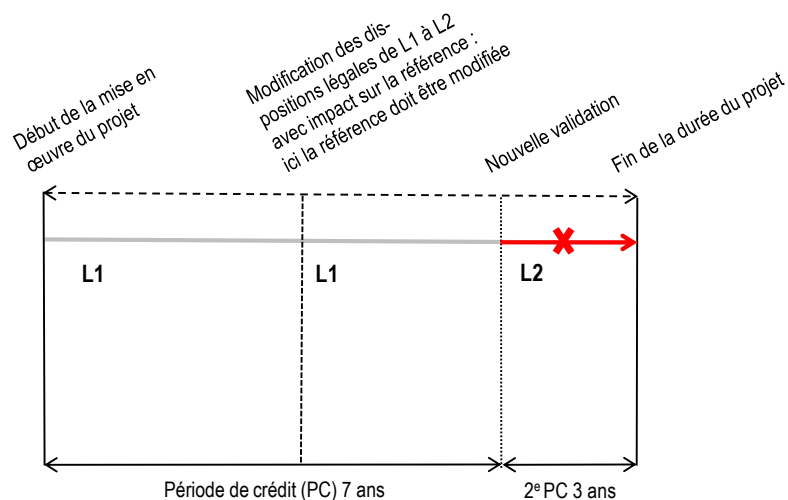 Début de la mise en
œuvre du projet
Modification des dis-
positions légales de L1 à L2
avec impact sur la référence :
ici la référence doit être modifiée
Nouvelle validation
Fin de la durée du projet
L1
L1
L2
Période de crédit (PC) 7 ans
2e PC 3 ans